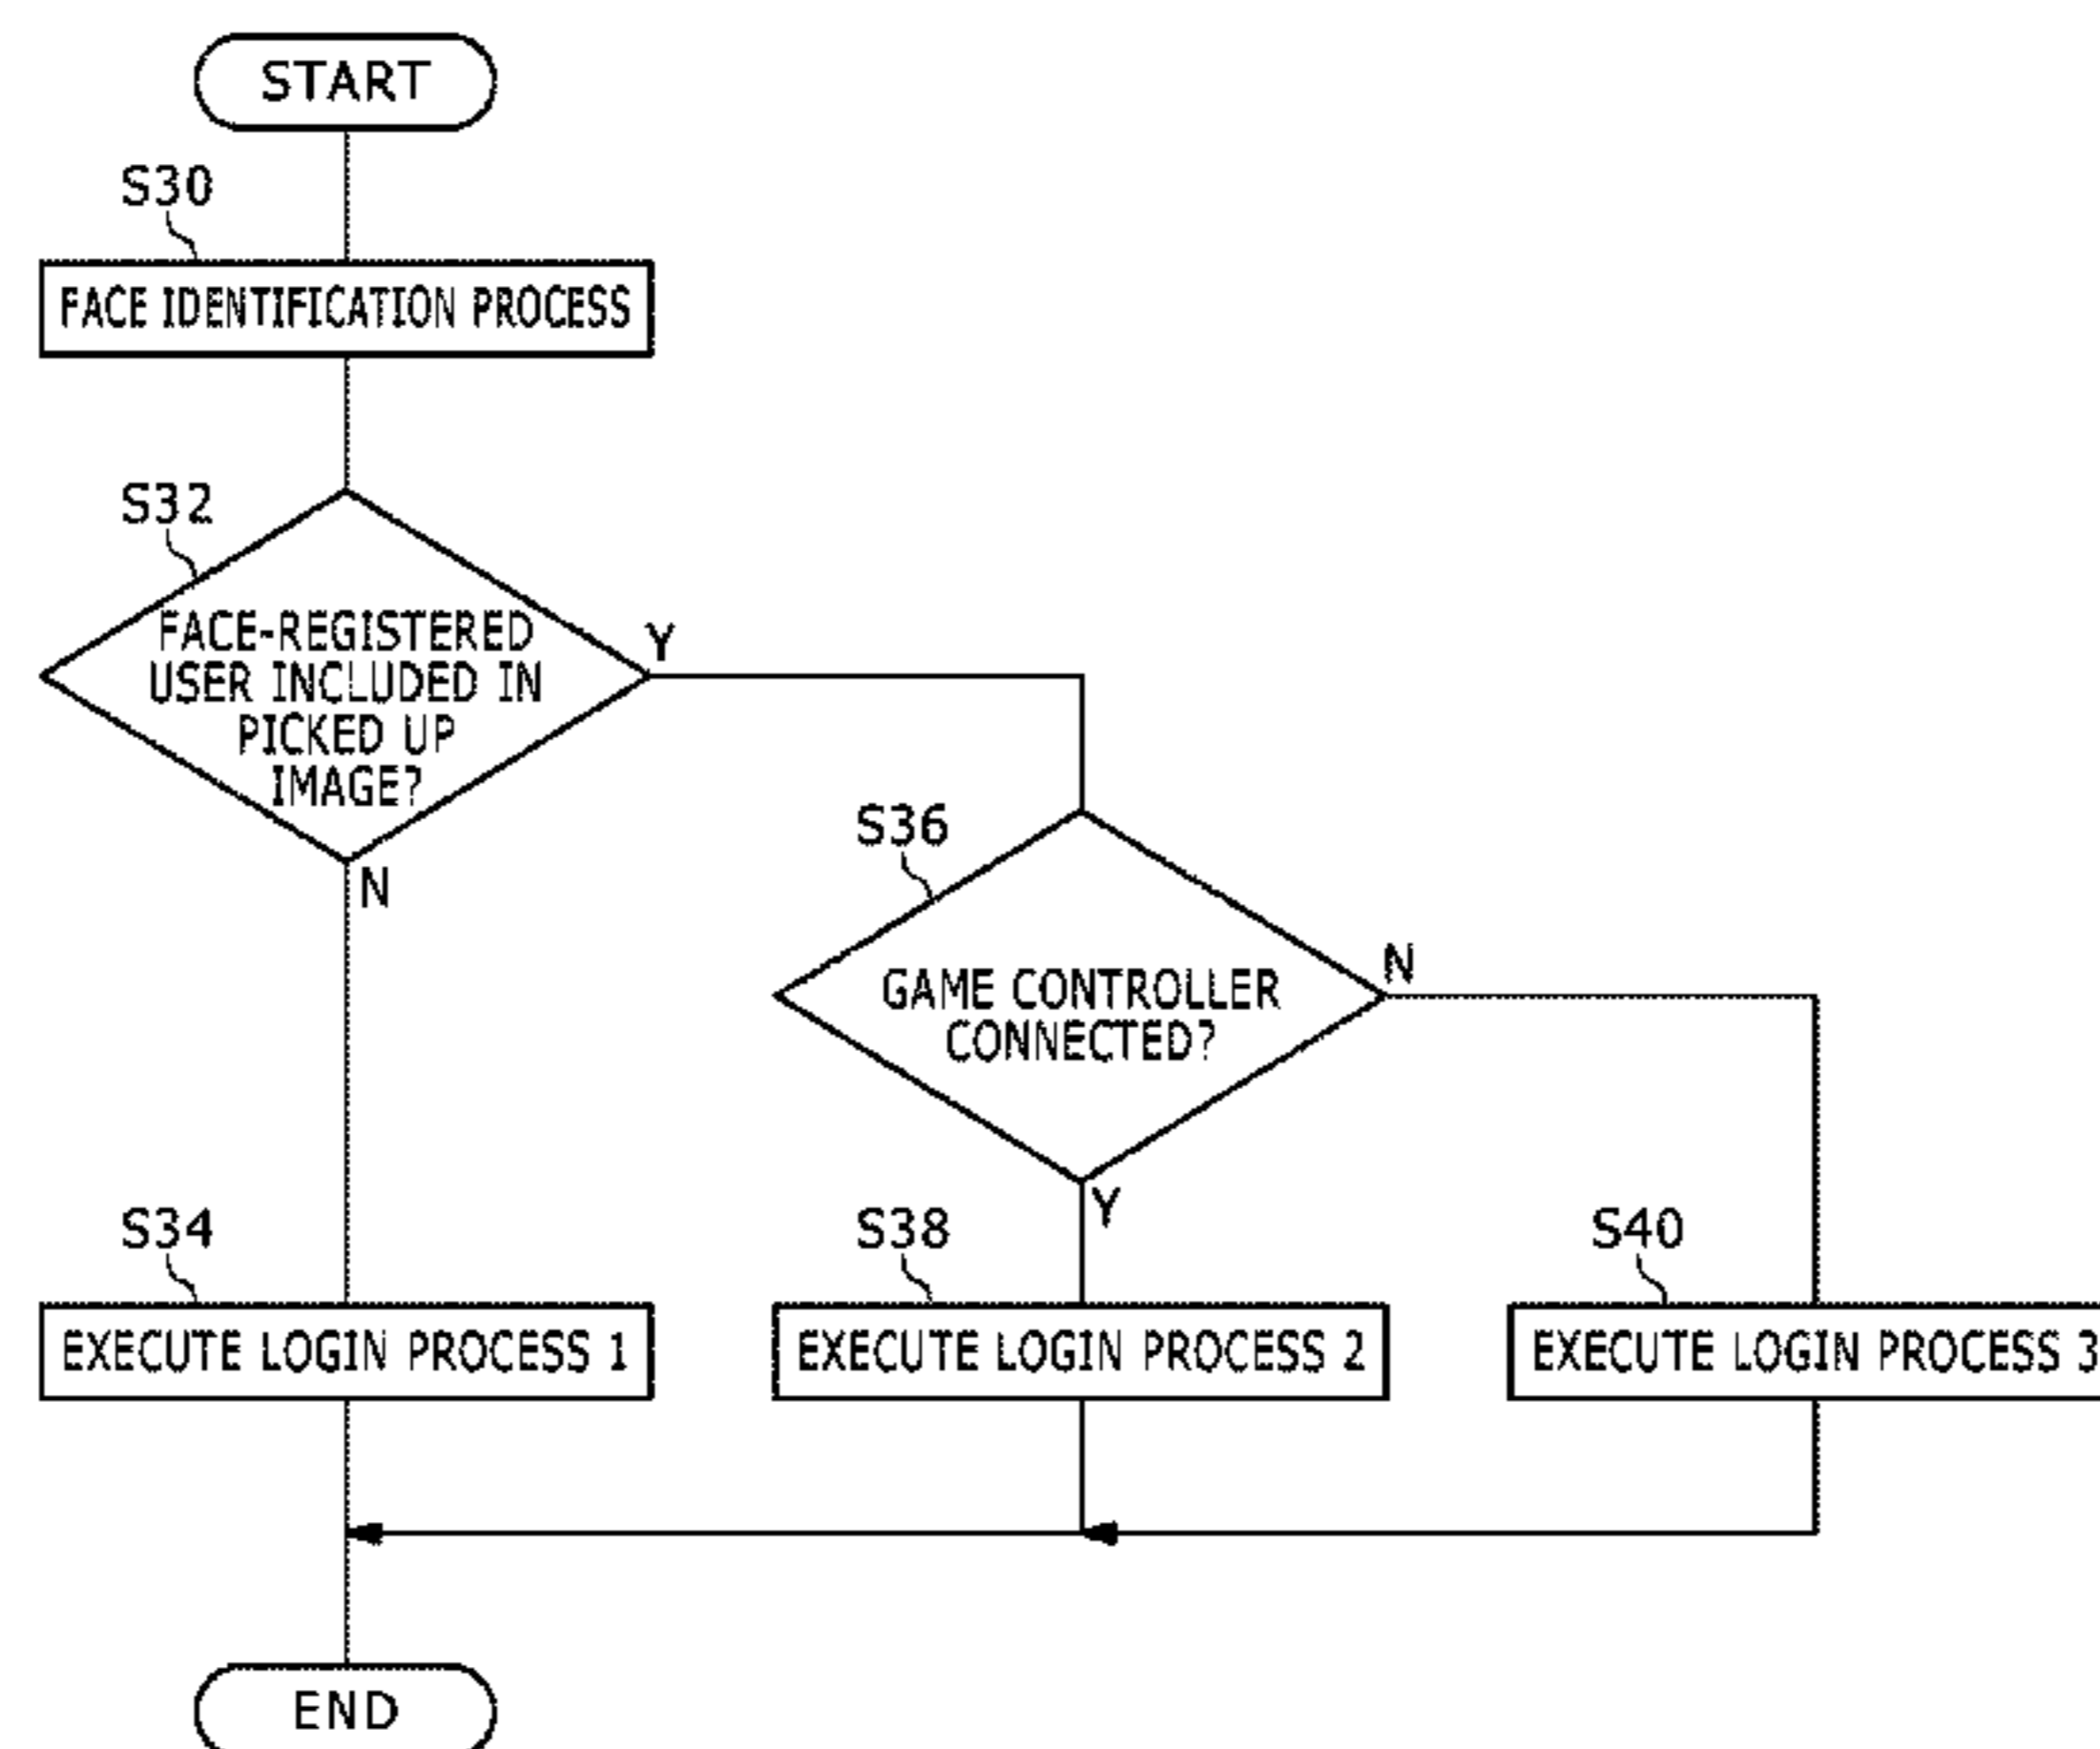 START
S30
FACE IDENTIFICATION PROCESS
S32
FACE-REGISTERED
USER INCLUDED IN
PICKED UP
IMAGE?
Y
N
S36
GAME CONTROLLER
CONNECTED?
N
Y
S34
EXECUTE LOGIN PROCESS 1
S38
EXECUTE LOGIN PROCESS 2
S40
EXECUTE LOGIN PROCESS 3
END